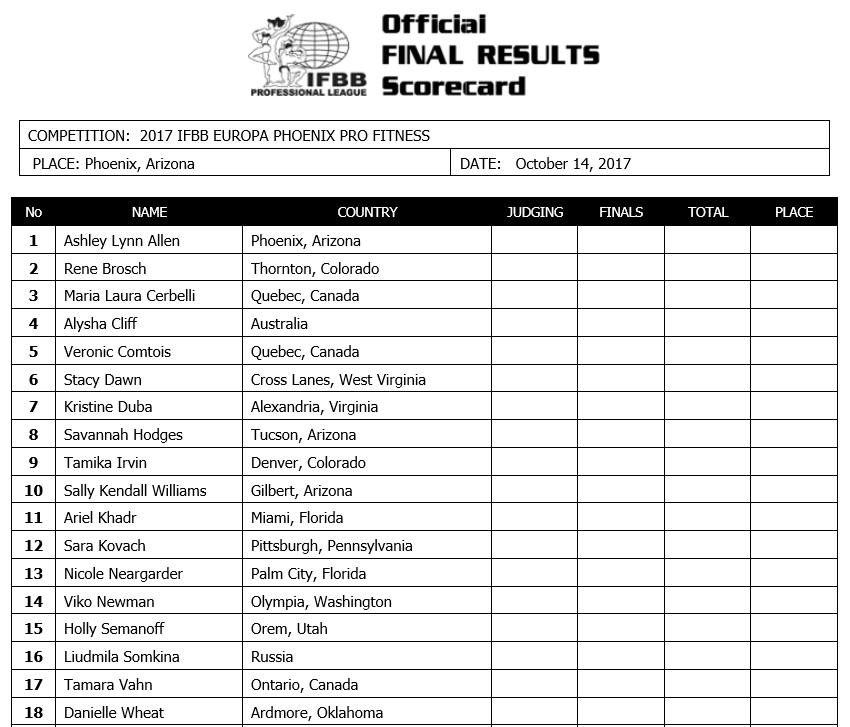 Official
FINAL RESULTS
Scorecard
IFBB
PROFESSIONAL LEAGUE
COMPETITION: 2017 IFBB EUROPA PHOENIX PRO FITNESS
PLACE: Phoenix, Arizona DATE: October 14, 2017
No NAME COUNTRY JUDGING FINALS TOTAL PLACE
1 Ashley Lynn Allen Phoenix, Arizona
2 Rene Brosch Thornton, Colorado
3 Maria Laura Cerbelli Quebec, Canada
4 Alysha Cliff Australia
5 Veronic Comtois Quebec, Canada
6 Stacy Dawn Cross Lanes, West Virginia
7 Kristine Duba Alexandria, Virginia
8 Savannah Hodges Tucson, Arizona
9 Tamika Irvin Denver, Colorado
10 Sally Kendall Williams Gilbert, Arizona
11 Ariel Khadr Miami, Florida
12 Sara Kovach Pittsburgh, Pennsylvania
13 Nicole Neargarder Palm City, Florida
14 Viko Newman Olympia, Washington
15 Holly Semanoff Orem, Utah
16 Liudmila Somkina Russia
17 Tamara Vahn Ontario, Canada
18 Danielle Wheat Ardmore, Oklahoma